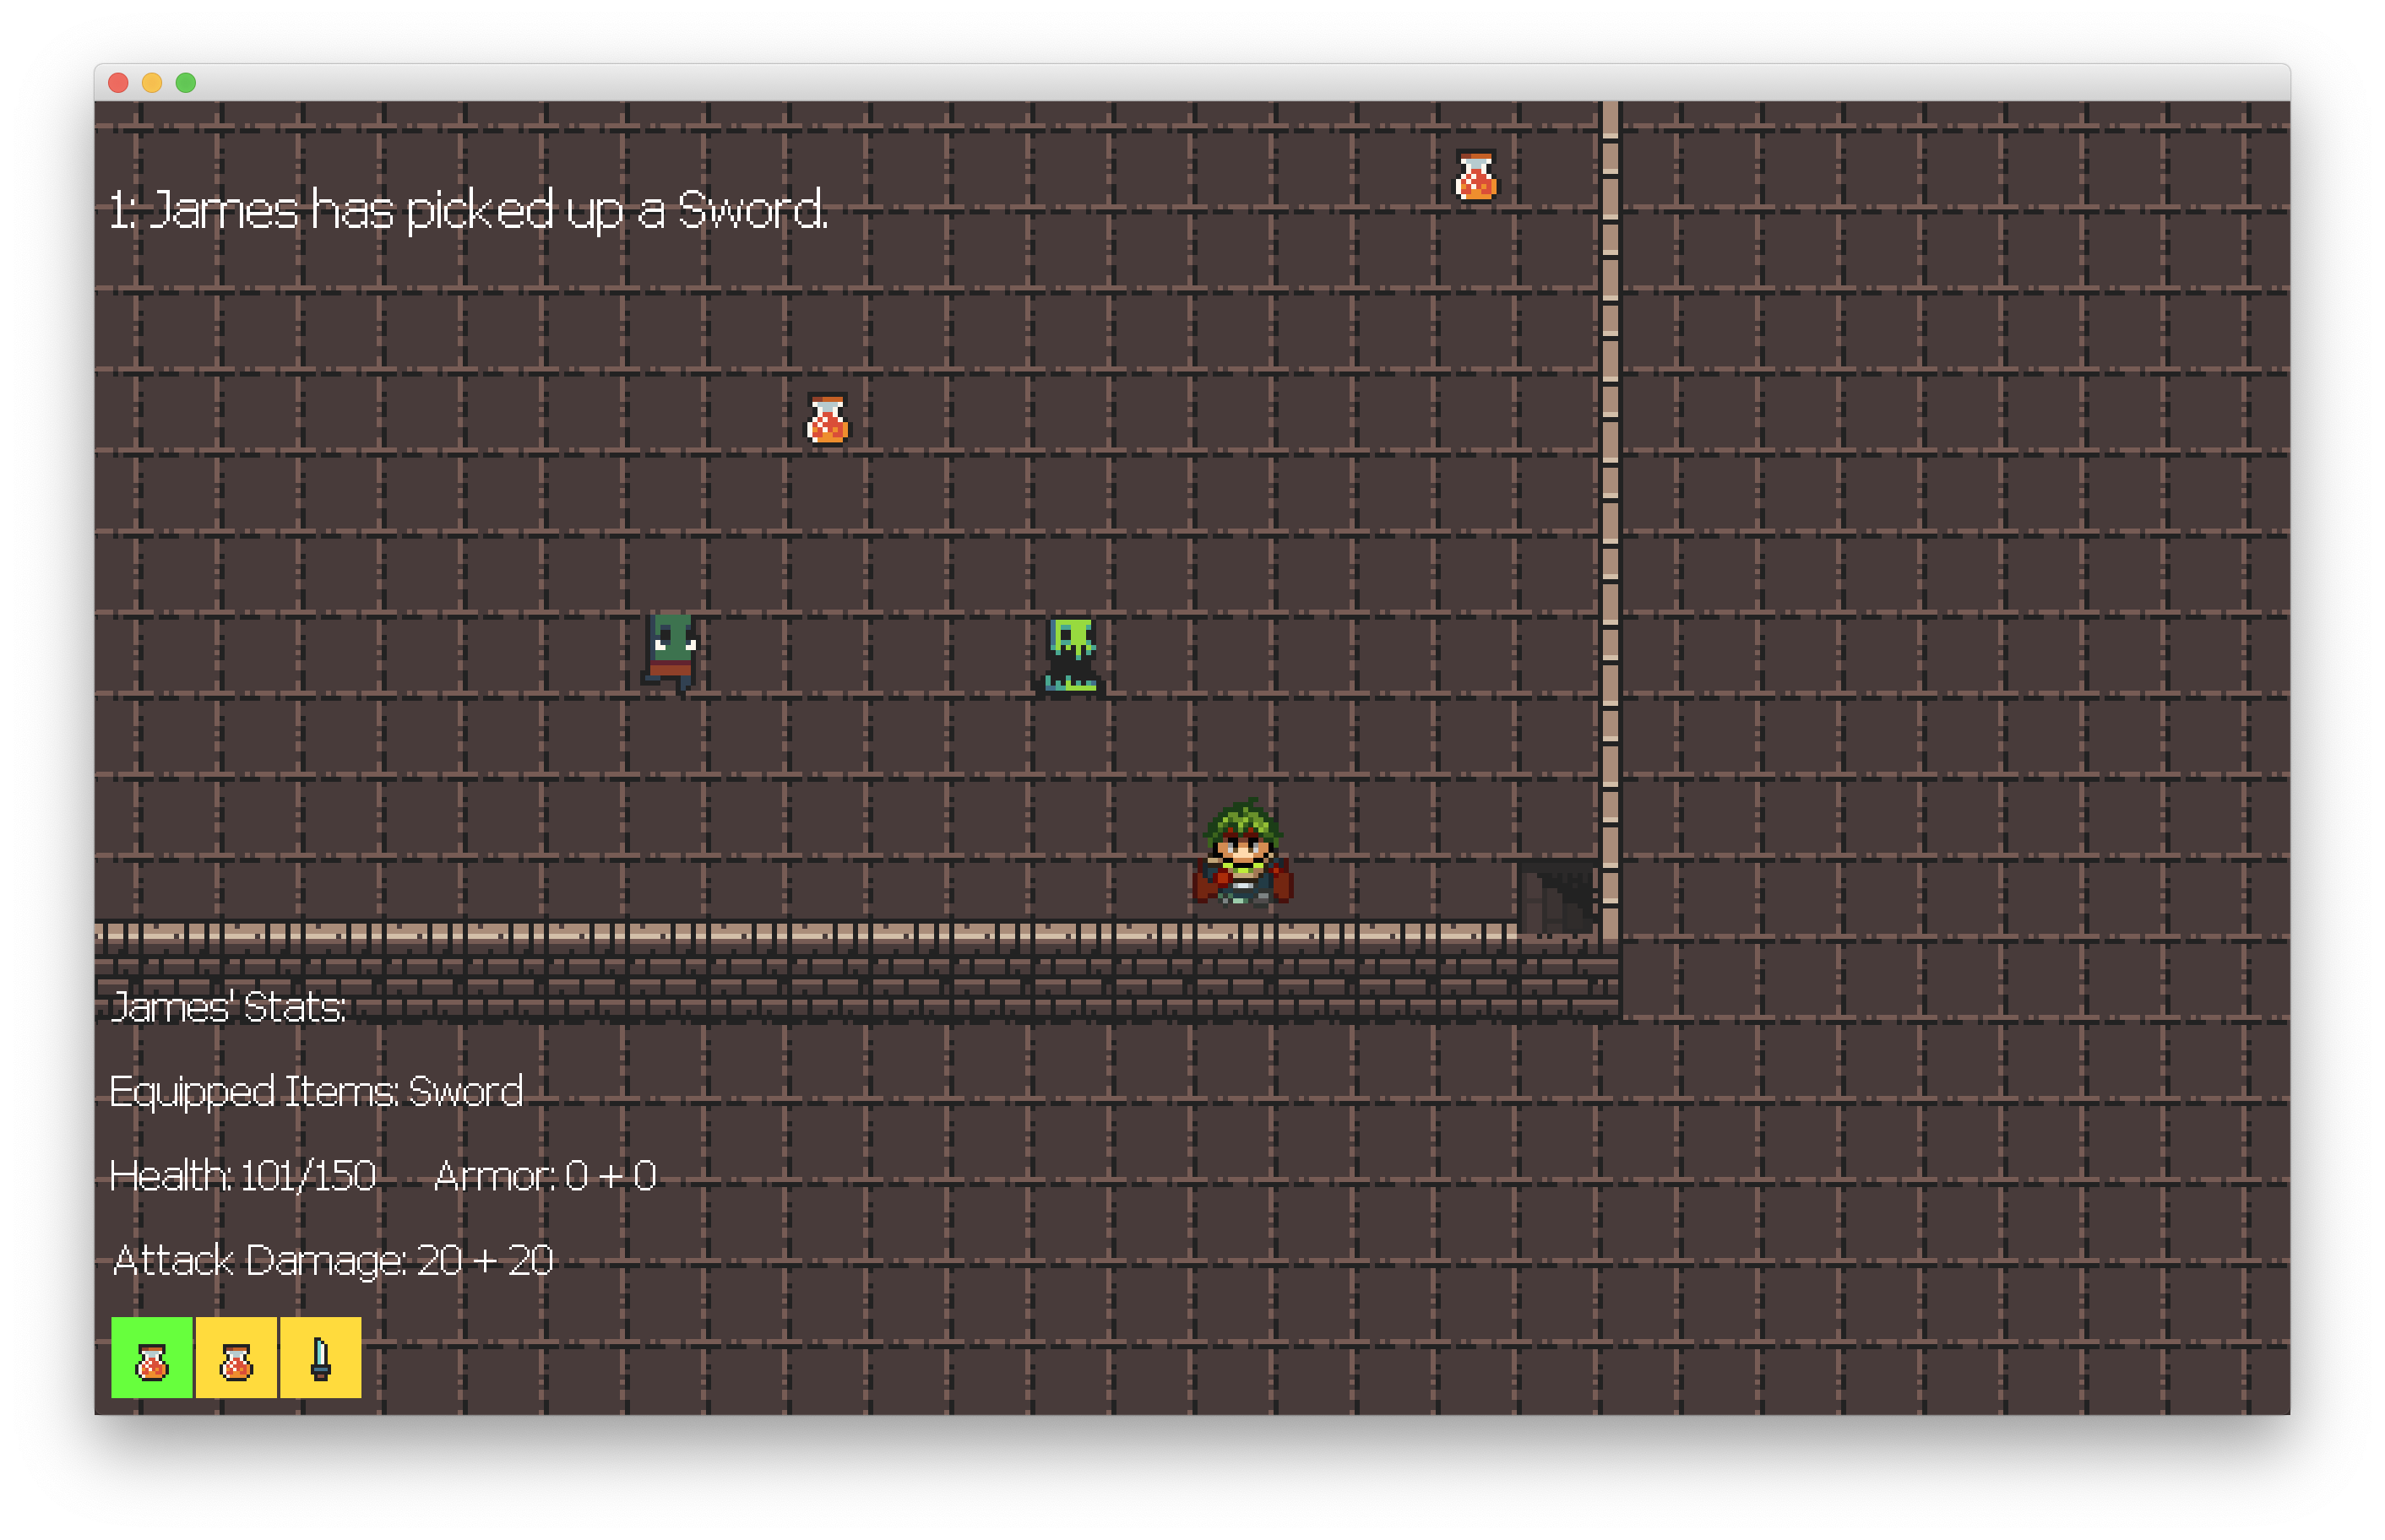 1: James has picked up a Sword.
James' Stats:
Equipped Items: Sword
Health: 101/150 Armor: 0 + 0
Attack Damage: 20 + 20